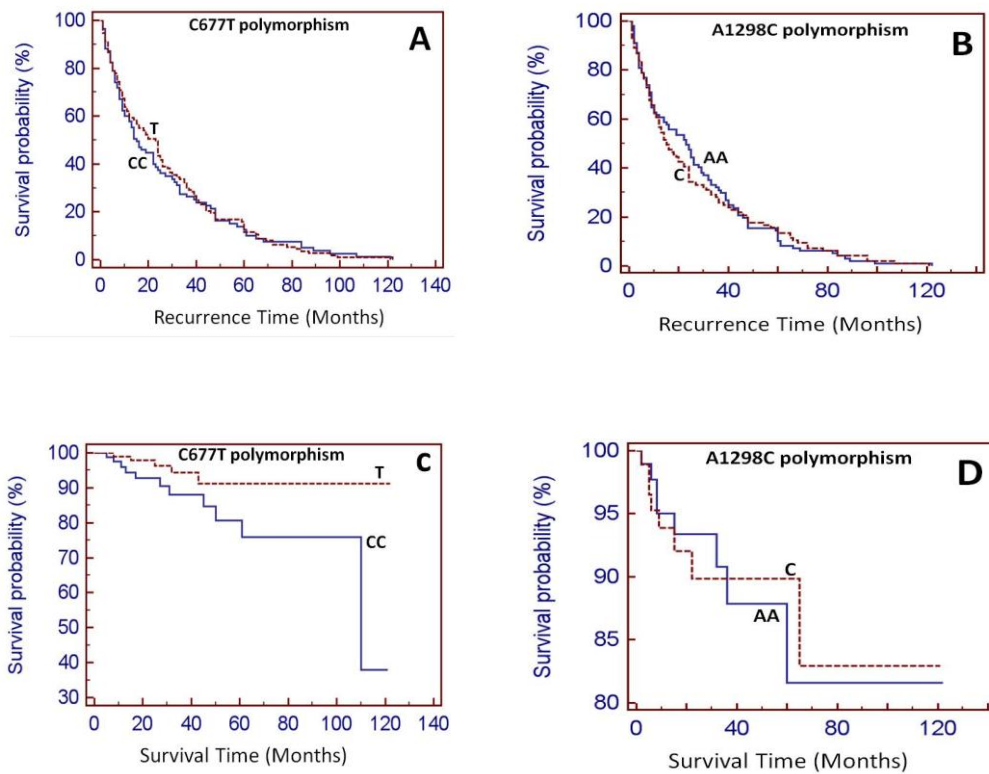 C677T polymorphism
A
Survival probability (%)
100
80
60
40
20
0
T
CC
0 20 40 60 80 100 120 140
Recurrence Time (Months)
A1298C polymorphism
B
Survival probability (%)
100
80
60
40
20
0
AA
C
0 40 80 120
Recurrence Time (Months)
C677T polymorphism
C
Survival probability (%)
100
90
80
70
60
50
40
30
T
CC
0 20 40 60 80 100 120 140
Survival Time (Months)
A1298C polymorphism
D
Survival probability (%)
100
95
90
85
80
C
AA
0 40 80 120
Survival Time (Months)